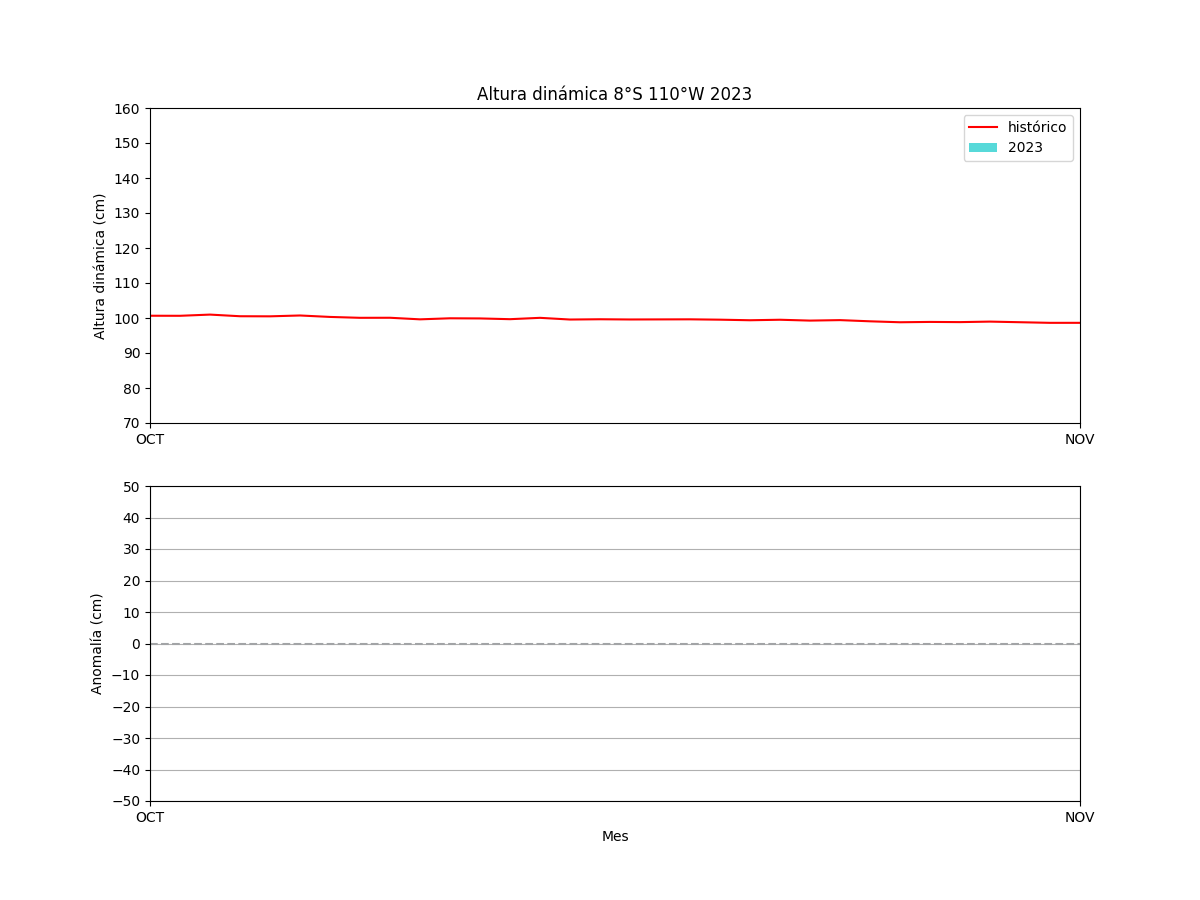 Altura dinámica 8°S 110°W 2023
160
150
140
130
120
110
100
90
80
70
Altura dinámica (cm)
histórico
2023
OCT
NOV
50
40
30
20
10
0
−10
−20
−30
−40
−50
Anomalía (cm)
OCT
NOV
Mes